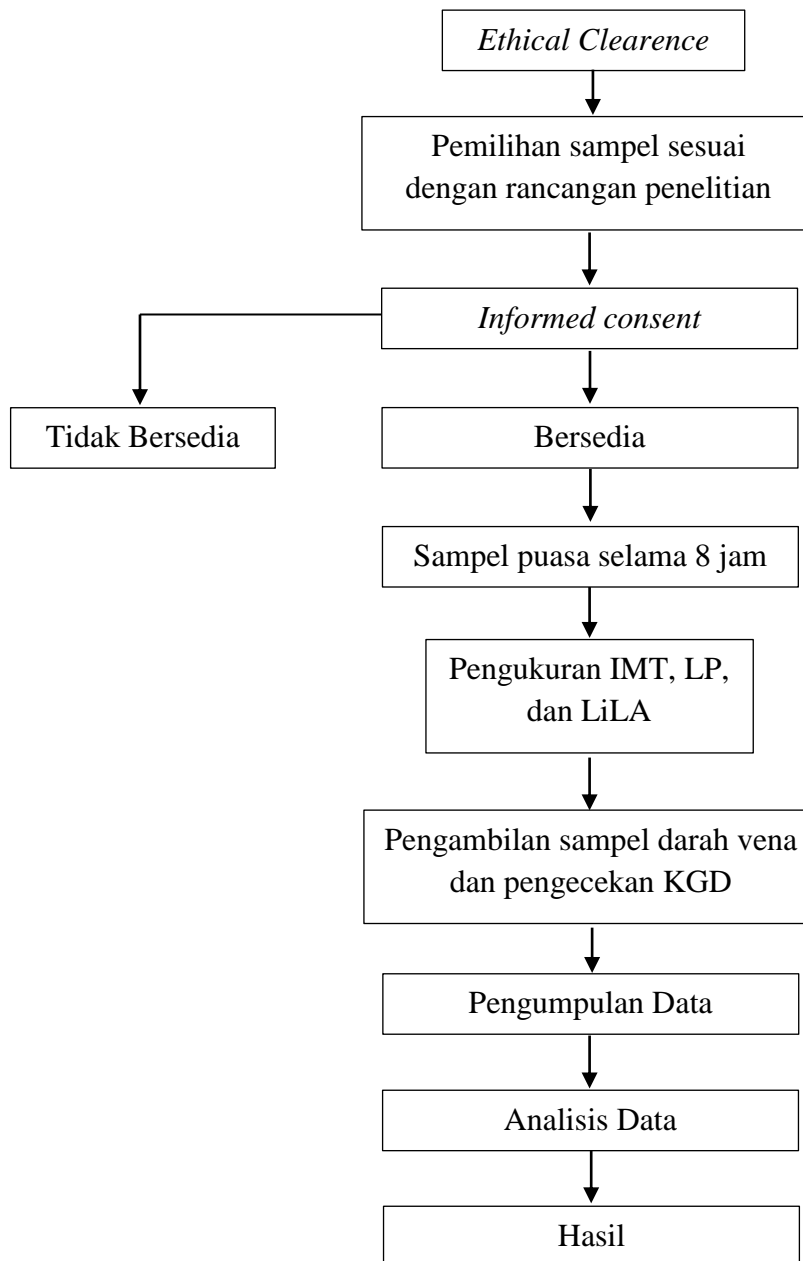 Ethical Clearence
Pemilihan sampel sesuai
dengan rancangan penelitian
Informed consent
Tidak Bersedia
Bersedia
Sampel puasa selama 8 jam
Pengukuran IMT, LP,
dan LiLA
Pengambilan sampel darah vena
dan pengecekan KGD
Pengumpulan Data
Analisis Data
Hasil